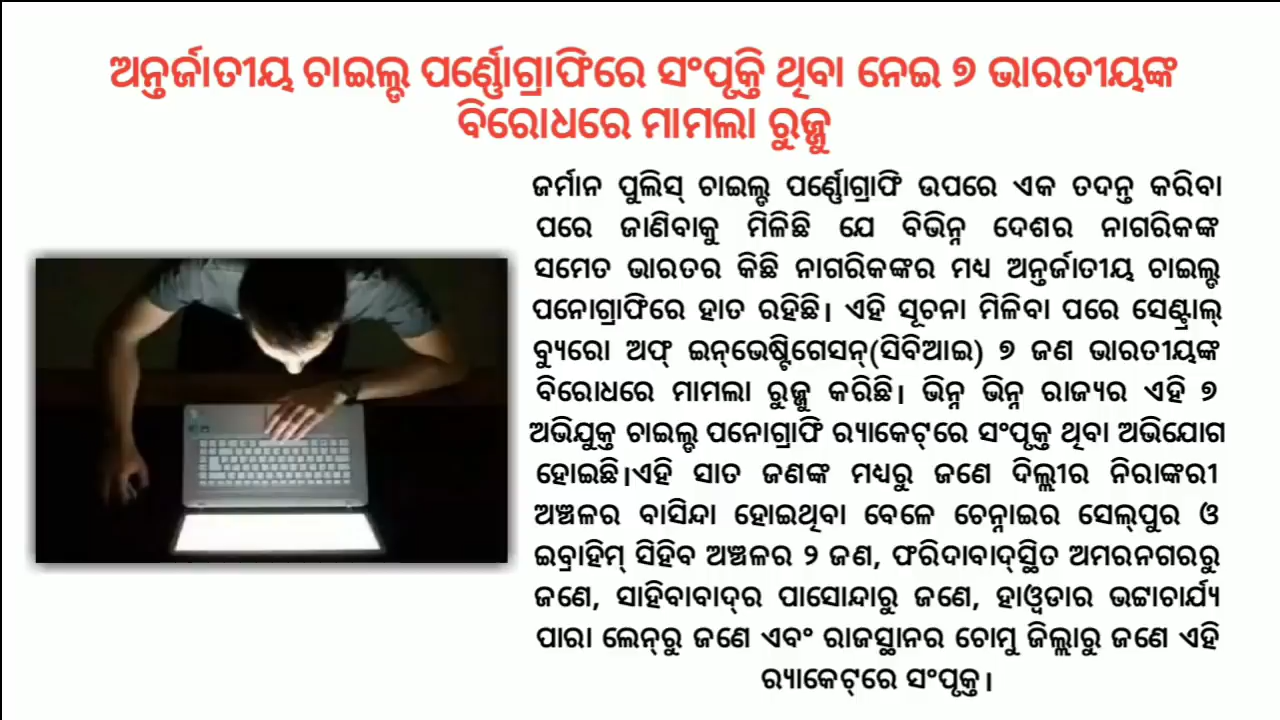 ଅନ୍ତର୍ଜାତୀୟ ଚାଇଲ୍ଡ ପର୍ଣ୍ଣୋଗ୍ରାଫିରେ ସଂପୃକ୍ତି ଥିବା ନେଇ ୭ ଭାରତୀୟଙ୍କ
ବିରୋଧରେ ମାମଲା ରୁଜ୍ଜୁ
ଜର୍ମାନ ପୁଲିସ୍ ଚାଇଲ୍ଡ ପର୍ଣ୍ଣୋଗ୍ରାଫି ଉପରେ ଏକ ତଦନ୍ତ କରିବା
ପରେ ଜାଣିବାକୁ ମିଳିଛି ଯେ ବିଭିନ୍ନ ଦେଶର ନାଗରିକଙ୍କ
ସମେତ ଭାରତର କିଛି ନାଗରିକଙ୍କର ମଧ୍ୟ ଅନ୍ତର୍ଜାତୀୟ ଚାଇଲ୍ଡ
ପନୋଗ୍ରାଫିରେ ହାତ ରହିଛି। ଏହି ସୂଚନା ମିଳିବା ପରେ ସେଣ୍ଟ୍ରାଲ୍
ବ୍ୟୁରୋ ଅଫ୍ ଇନ୍‌ଭେଷ୍ଟିଗେସନ୍(ସିବିଆଇ) ୭ ଜଣ ଭାରତୀୟଙ୍କ
ବିରୋଧରେ ମାମଲା ରୁଜ୍ଜୁ କରିଛି। ଭିନ୍ନ ଭିନ୍ନ ରାଜ୍ୟର ଏହି ୭
ଅଭିଯୁକ୍ତ ଚାଇଲ୍ଡ ପନୋଗ୍ରାଫି ର‍୍ୟାକେଟ୍‌ରେ ସଂପୃକ୍ତ ଥିବା ଅଭିଯୋଗ
ହୋଇଛି।ଏହି ସାତ ଜଣଙ୍କ ମଧ୍ୟରୁ ଜଣେ ଦିଲ୍ଲୀର ନିରାଙ୍କରୀ
ଅଞ୍ଚଳର ବାସିନ୍ଦା ହୋଇଥିବା ବେଳେ ଚେନ୍ନାଇର ସେଲ୍‌ପୁର ଓ
ଇବ୍ରାହିମ୍ ସିହିବ ଅଞ୍ଚଳର ୨ ଜଣ, ଫରିଦାବାଦ୍‌ସ୍ଥିତ ଅମରନଗରରୁ
ଜଣେ, ସାହିବାବାଦ୍‌ର ପାସୋନ୍ଦାରୁ ଜଣେ, ହାଓ୍ଵଡାର ଭଟ୍ଟାଚାର୍ଯ୍ୟ
ପାରା ଲେନ୍‌ରୁ ଜଣେ ଏବଂ ରାଜସ୍ଥାନର ଚୋମୁ ଜିଲ୍ଲାରୁ ଜଣେ ଏହି
ର‍୍ୟାକେଟ୍‌ରେ ସଂପୃକ୍ତ।